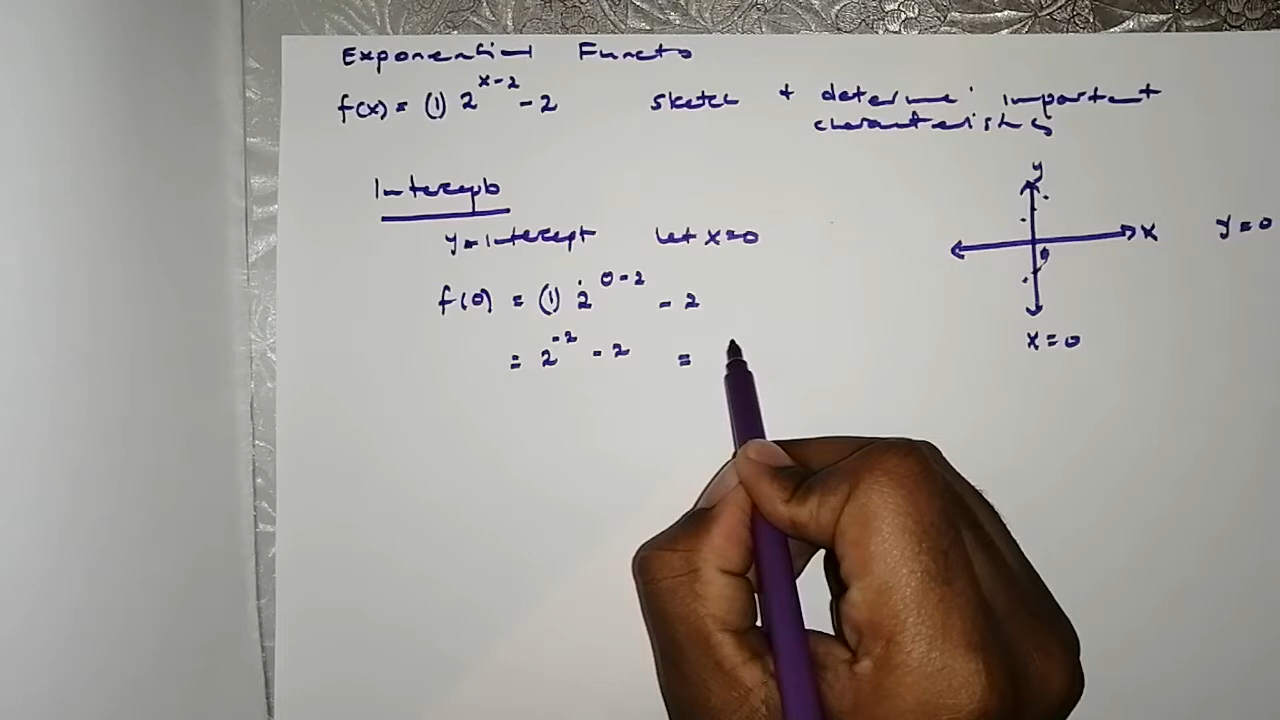 Exponential Functs
f(x) = (1) 2^{x-2} - 2 sketch + determine: important
characteristics
Intercepts
y-intercept let x=0
f(0) = (1) 2^{0-2} - 2
= 2^{-2} - 2 =
y
x
y=0
x=0